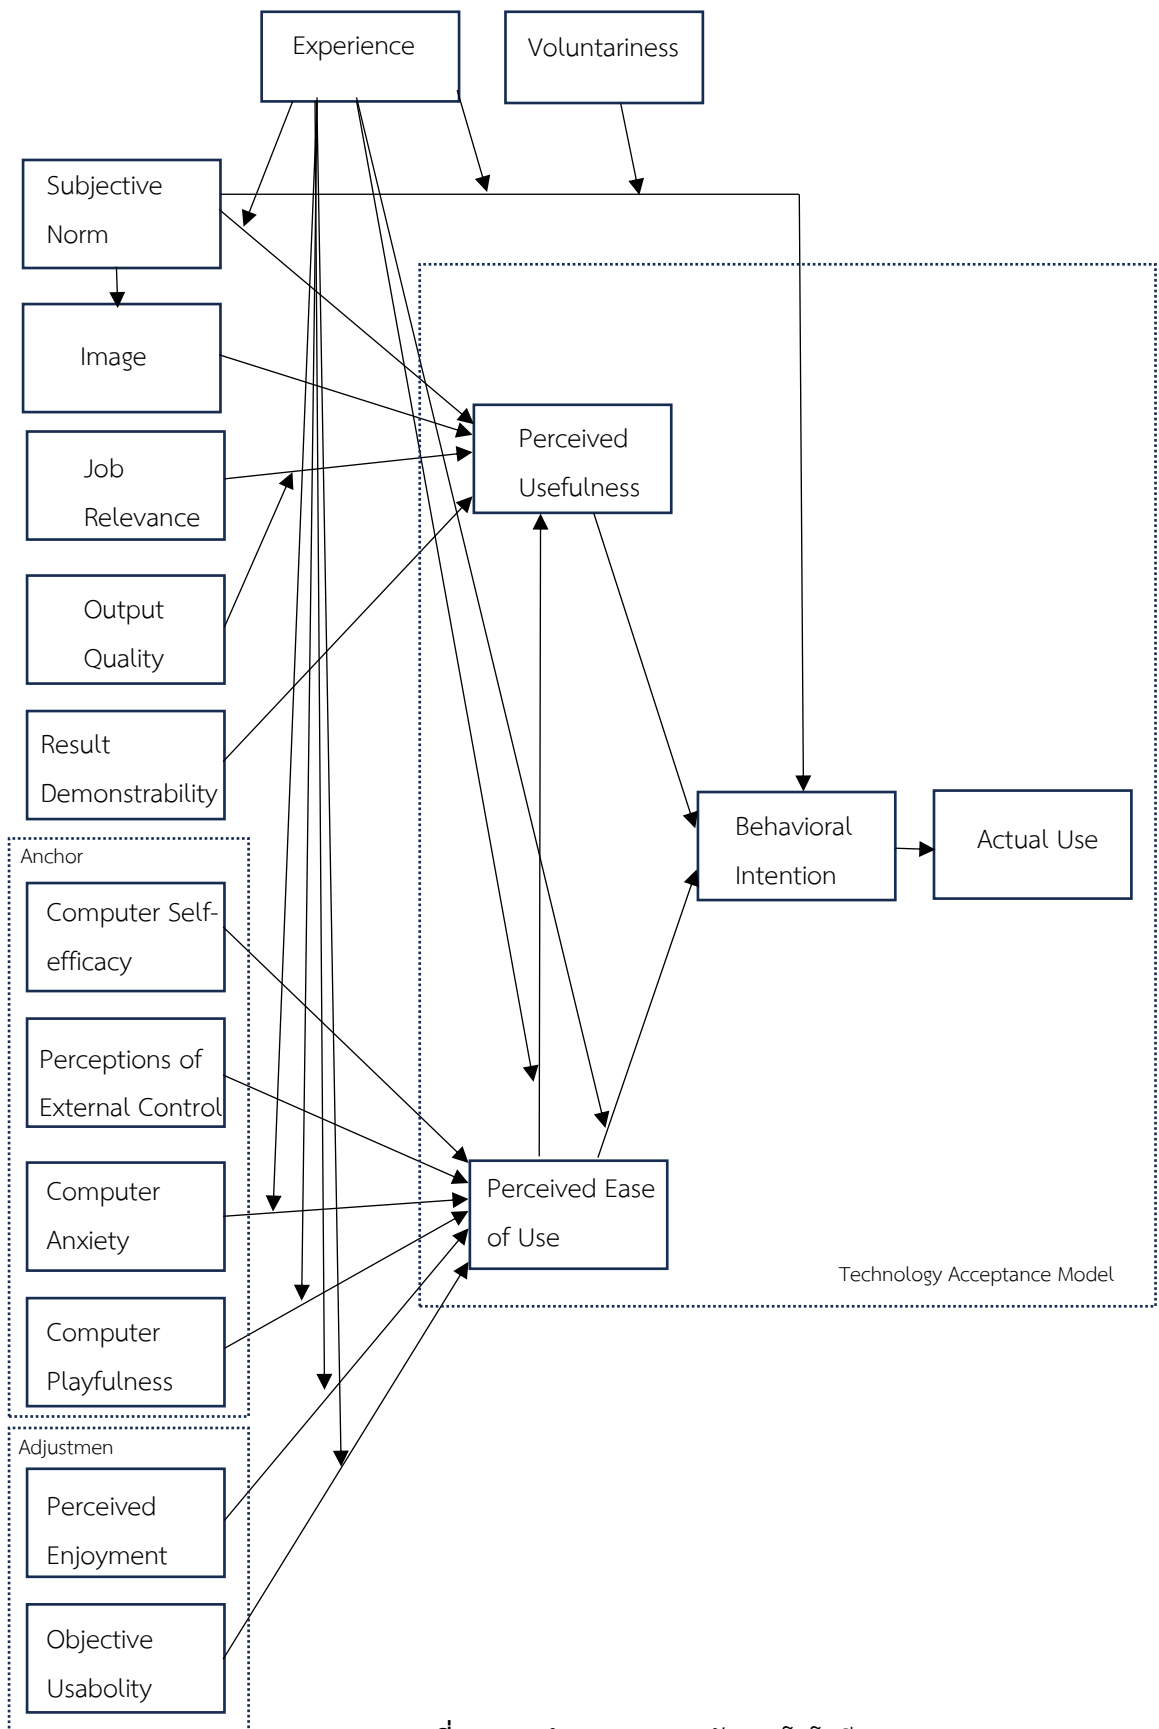 Experience
Voluntariness
Subjective
Norm
Image
Job
Relevance
Perceived
Usefulness
Output
Quality
Result
Demonstrability
Behavioral
Intention
Actual Use
Anchor
Computer Self-
efficacy
Perceptions of
External Control
Computer
Anxiety
Perceived Ease
of Use
Technology Acceptance Model
Computer
Playfulness
Adjustmen
Perceived
Enjoyment
Objective
Usabolity